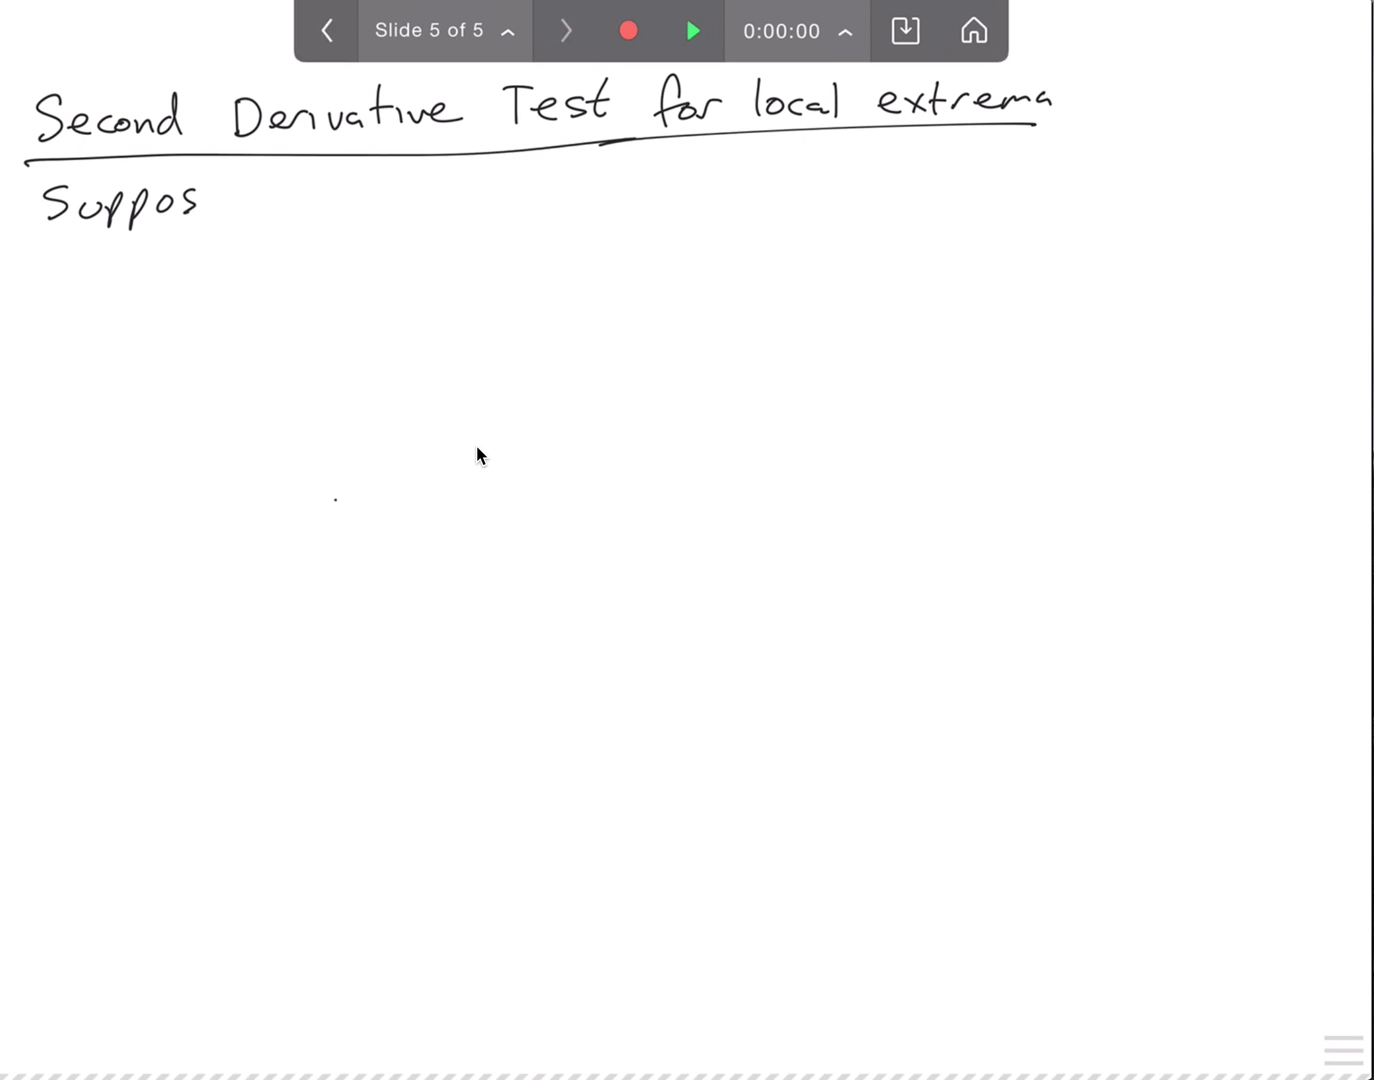 Slide 5 of 5 0:00:00
Second Derivative Test for local extrema
Suppos